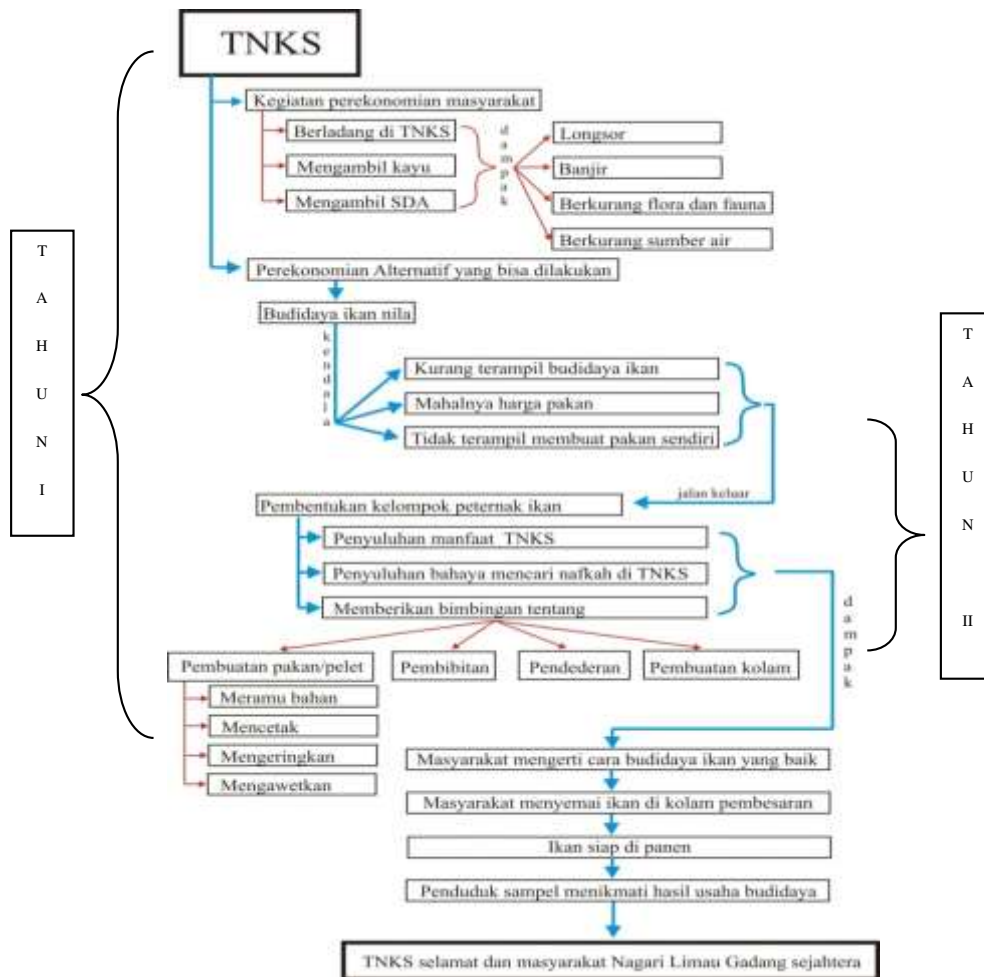 TNKS
Kegiatan perekonomian masyarakat
Berladang di TNKS
Mengambil kayu
Mengambil SDA
dampak
Longsor
Banjir
Berkurang flora dan fauna
Berkurang sumber air
TAHUN I
Perekonomian Alternatif yang bisa dilakukan
Budidaya ikan nila
kendala
Kurang terampil budidaya ikan
Mahalnya harga pakan
Tidak terampil membuat pakan sendiri
TAHUN II
jalan keluar
Pembentukan kelompok peternak ikan
Penyuluhan manfaat TNKS
Penyuluhan bahaya mencari nafkah di TNKS
Memberikan bimbingan tentang
dampak
Pembuatan pakan/pelet
Pembibitan
Pendederan
Pembuatan kolam
Meramu bahan
Mencetak
Mengeringkan
Mengawetkan
Masyarakat mengerti cara budidaya ikan yang baik
Masyarakat menyemai ikan di kolam pembesaran
Ikan siap di panen
Penduduk sampel menikmati hasil usaha budidaya
TNKS selamat dan masyarakat Nagari Limau Gadang sejahtera